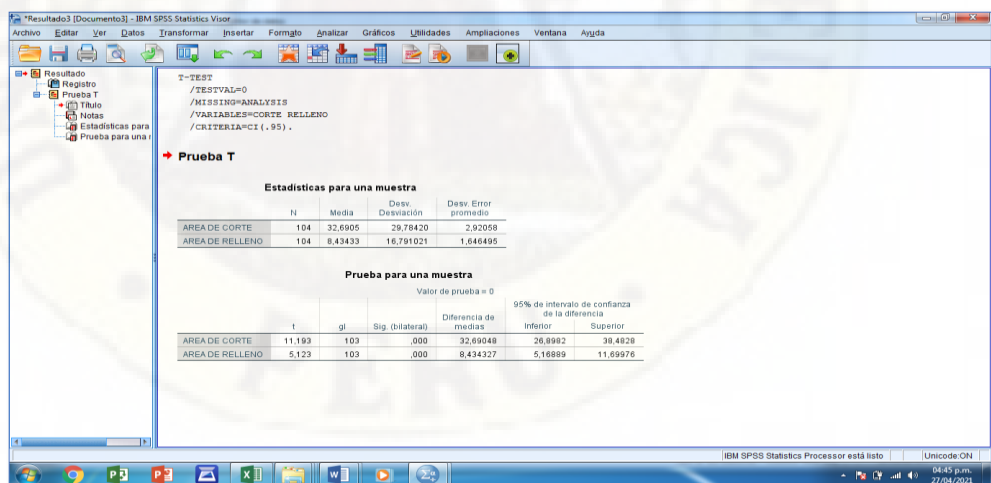 *Resultado3 [Documento3] - IBM SPSS Statistics Visor
Archivo Editar Ver Datos Transformar Insertar Formato Analizar Gráficos Utilidades Ampliaciones Ventana Ayuda
Resultado
Registro
Prueba T
Título
Notas
Estadísticas para
Prueba para una r
T-TEST
/TESTVAL=0
/MISSING=ANALYSIS
/VARIABLES=CORTE RELLENO
/CRITERIA=CI(.95).
Prueba T
Estadísticas para una muestra
N Media Desv. Desviación Desv. Error promedio
AREA DE CORTE 104 32,6905 29,78420 2,92058
AREA DE RELLENO 104 8,43433 16,791021 1,646495
Prueba para una muestra
Valor de prueba = 0
95% de intervalo de confianza de la diferencia
t gl Sig. (bilateral) Diferencia de medias Inferior Superior
AREA DE CORTE 11,193 103 ,000 32,69048 26,8982 38,4828
AREA DE RELLENO 5,123 103 ,000 8,434327 5,16889 11,69976
PERU
IBM SPSS Statistics Processor está listo Unicode:ON
04:45 p.m.
27/04/2021